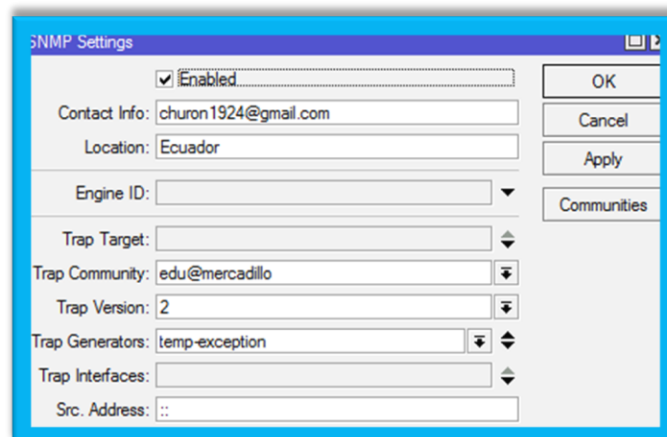 SNMP Settings
Enabled
OK
Contact Info: churon1924@gmail.com
Cancel
Location: Ecuador
Apply
Engine ID:
Communities
Trap Target:
Trap Community: edu@mercadillo
Trap Version: 2
Trap Generators: temp-exception
Trap Interfaces:
Src. Address: ::